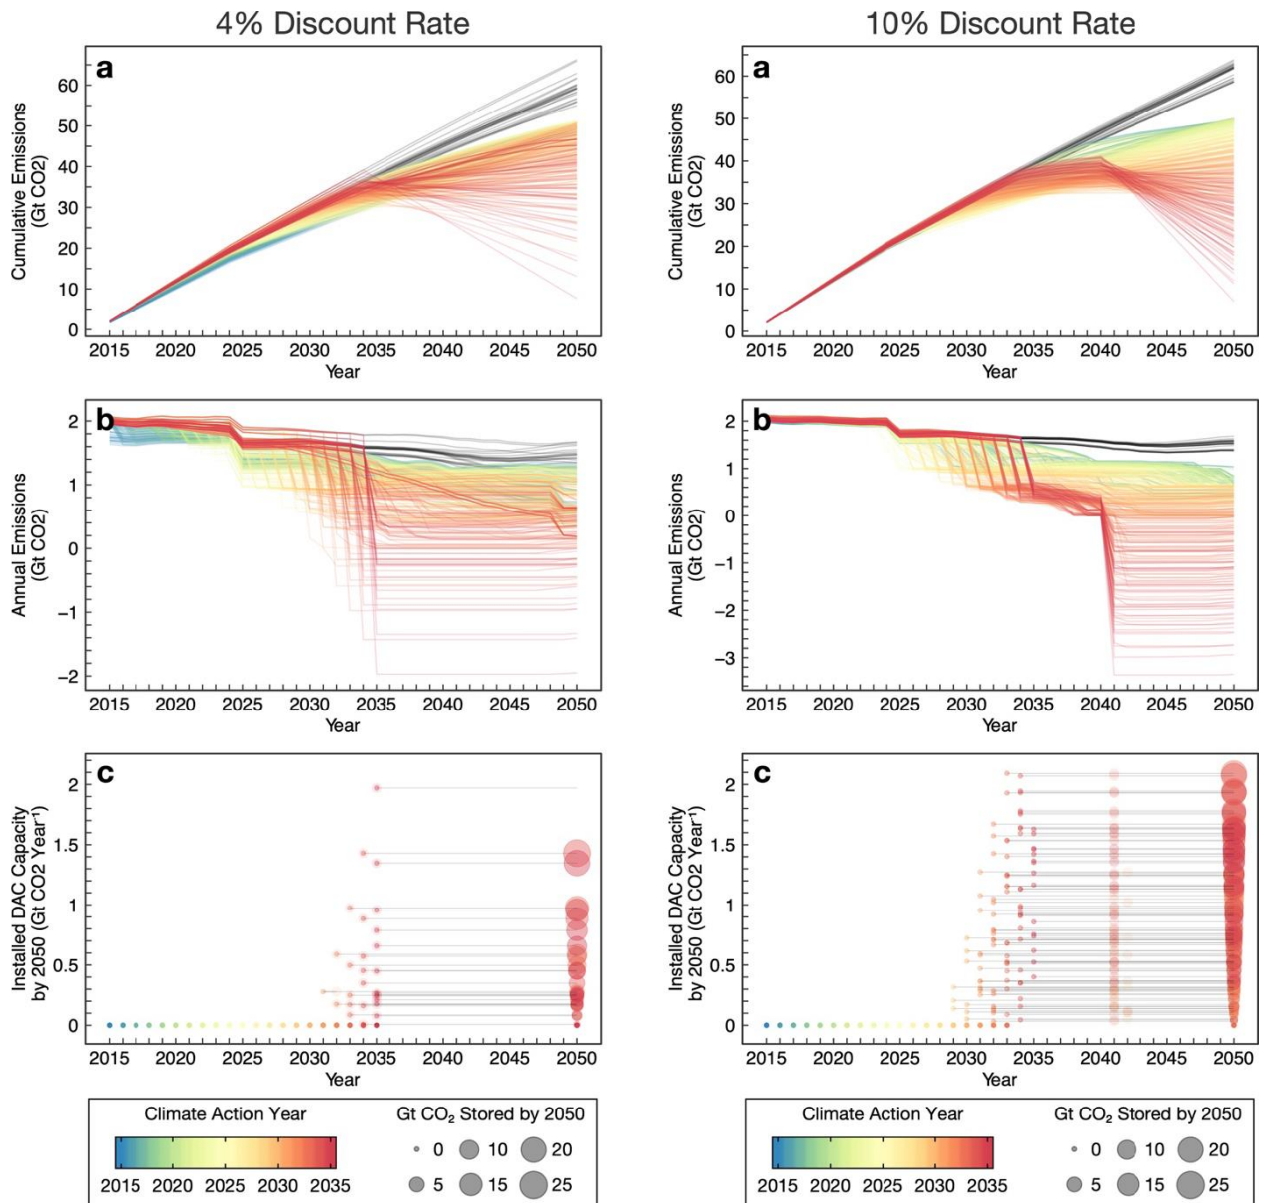 4% Discount Rate
10% Discount Rate
a
Cumulative Emissions
(Gt CO2)
60
50
40
30
20
10
0
2015 2020 2025 2030 2035 2040 2045 2050
Year
a
Cumulative Emissions
(Gt CO2)
60
50
40
30
20
10
0
2015 2020 2025 2030 2035 2040 2045 2050
Year
b
Annual Emissions
(Gt CO2)
2
1
0
−1
−2
2015 2020 2025 2030 2035 2040 2045 2050
Year
b
Annual Emissions
(Gt CO2)
2
1
0
−1
−2
−3
2015 2020 2025 2030 2035 2040 2045 2050
Year
c
Installed DAC Capacity
by 2050 (Gt CO2 Year⁻¹)
2
1.5
1
0.5
0
2015 2020 2025 2030 2035 2040 2045 2050
Year
c
Installed DAC Capacity
by 2050 (Gt CO2 Year⁻¹)
2
1.5
1
0.5
0
2015 2020 2025 2030 2035 2040 2045 2050
Year
Climate Action Year
2015 2020 2025 2030 2035
Gt CO₂ Stored by 2050
0 10 20
5 15 25
Climate Action Year
2015 2020 2025 2030 2035
Gt CO₂ Stored by 2050
0 10 20
5 15 25